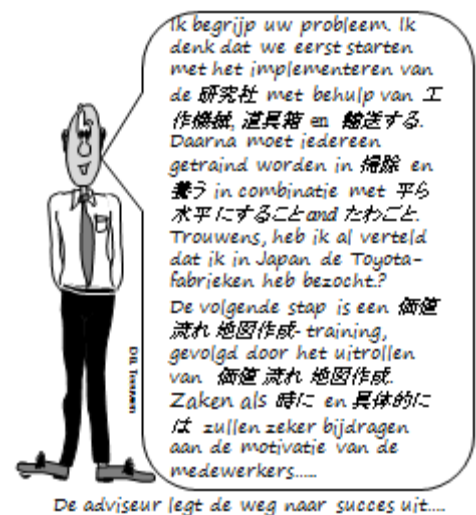 Ik begrijp uw probleem. Ik
denk dat we eerst starten
met het implementeren van
de 研究社 met behulp van 工
作機械, 道具箱 en 輸送する.
Daarna moet iedereen
getraind worden in 掃除 en
養う in combinatie met 平ら
水平にすること and たわごと.
Trouwens, heb ik al verteld
dat ik in Japan de Toyota-
fabrieken heb bezocht.?
De volgende stap is een 価値
流れ 地図作成- training,
gevolgd door het uitrollen
van 価値 流れ 地図作成.
Zaken als 時に en 具体的に
は zullen zeker bijdragen
aan de motivatie van de
medewerkers.....
De adviseur legt de weg naar succes uit....